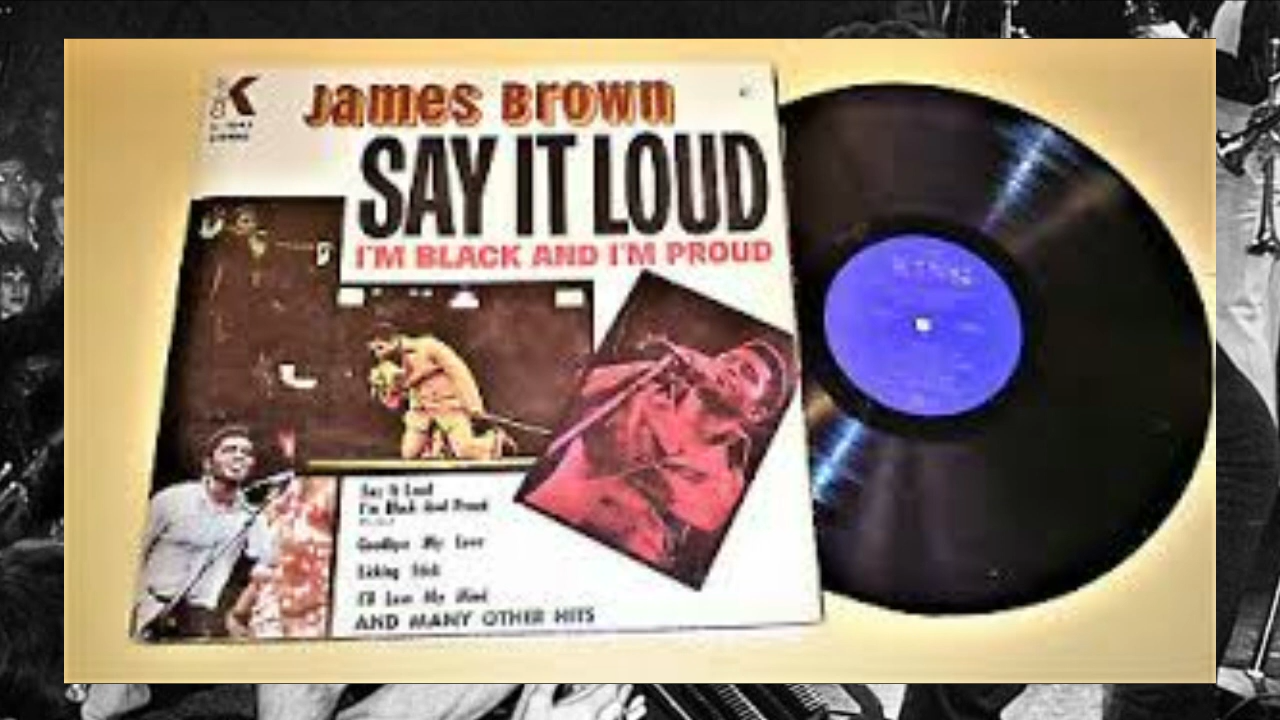 K
James Brown
SAY IT LOUD
I'M BLACK AND I'M PROUD
Say It Loud
I'm Black And Proud
Goodbye My Love
Licking Stick
I'll Lose My Mind
AND MANY OTHER HITS
KING